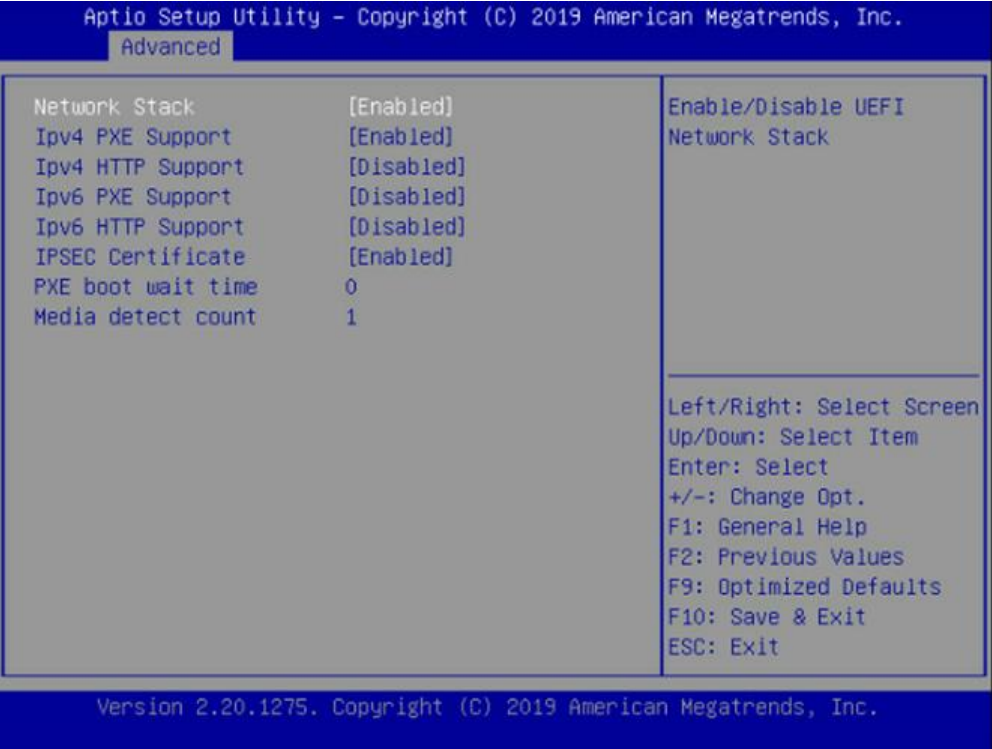 Aptio Setup Utility – Copyright (C) 2019 American Megatrends, Inc.
Advanced
Network Stack [Enabled]
Ipv4 PXE Support [Enabled]
Ipv4 HTTP Support [Disabled]
Ipv6 PXE Support [Disabled]
Ipv6 HTTP Support [Disabled]
IPSEC Certificate [Enabled]
PXE boot wait time 0
Media detect count 1
Enable/Disable UEFI
Network Stack
Left/Right: Select Screen
Up/Down: Select Item
Enter: Select
+/-: Change Opt.
F1: General Help
F2: Previous Values
F9: Optimized Defaults
F10: Save & Exit
ESC: Exit
Version 2.20.1275. Copyright (C) 2019 American Megatrends, Inc.